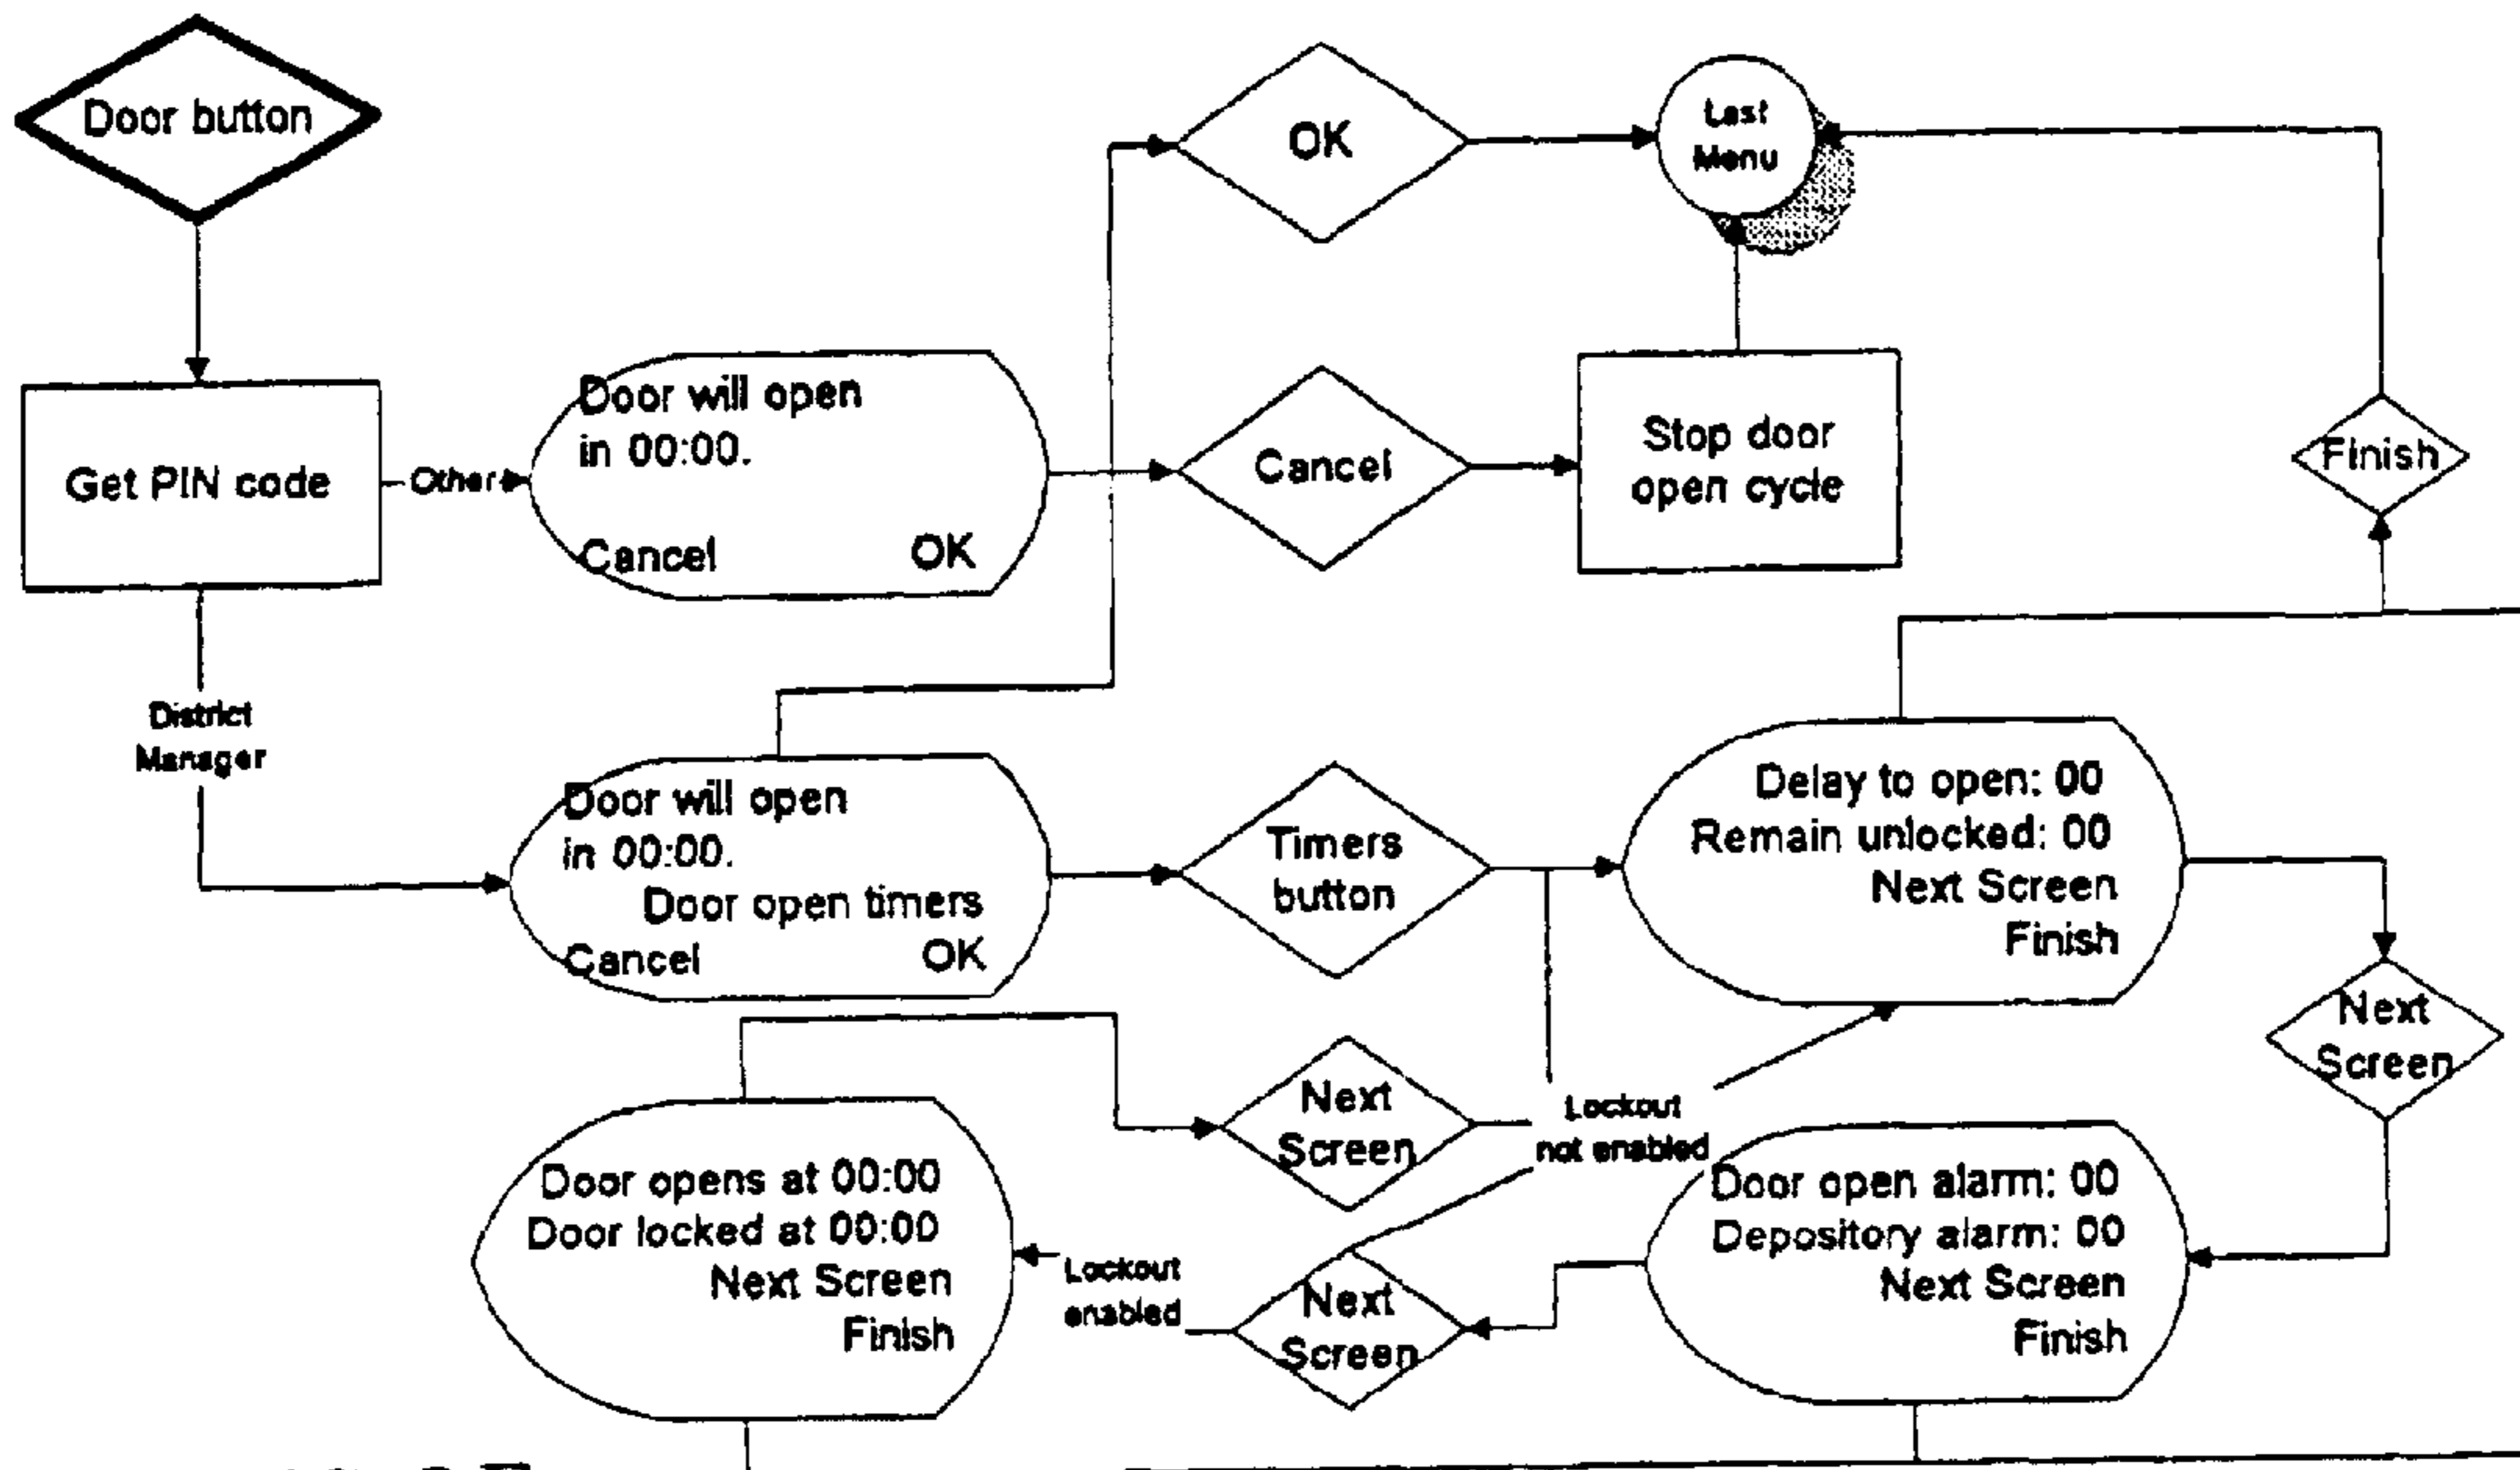 Door button
OK
Last
Menu
Get PIN code
Other
Door will open
in 00:00.
Cancel OK
Cancel
Stop door
open cycle
Finish
District
Manager
Door will open
in 00:00.
Door open timers
Cancel OK
Timers
button
Delay to open: 00
Remain unlocked: 00
Next Screen
Finish
Next
Screen
Next
Screen
Lockout
not enabled
Door opens at 00:00
Door locked at 00:00
Next Screen
Finish
Lockout
enabled
Next
Screen
Door open alarm: 00
Depository alarm: 00
Next Screen
Finish